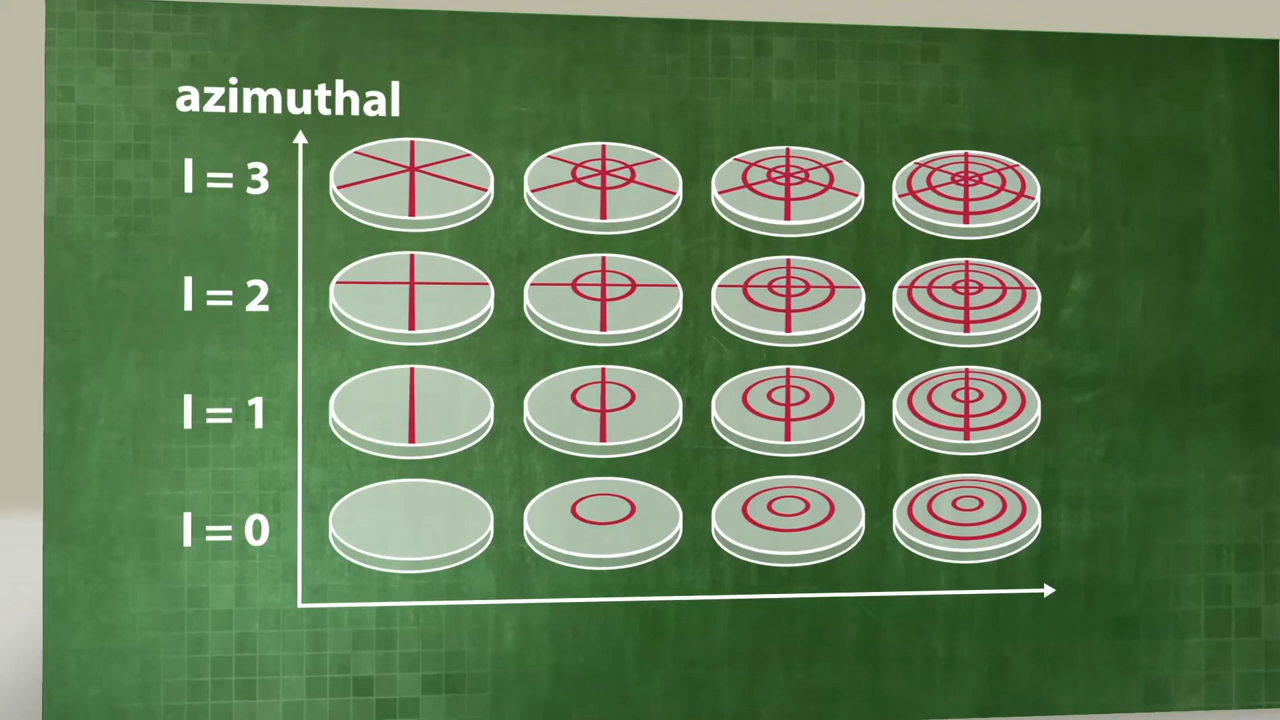 azimuthal
l = 3
l = 2
l = 1
l = 0